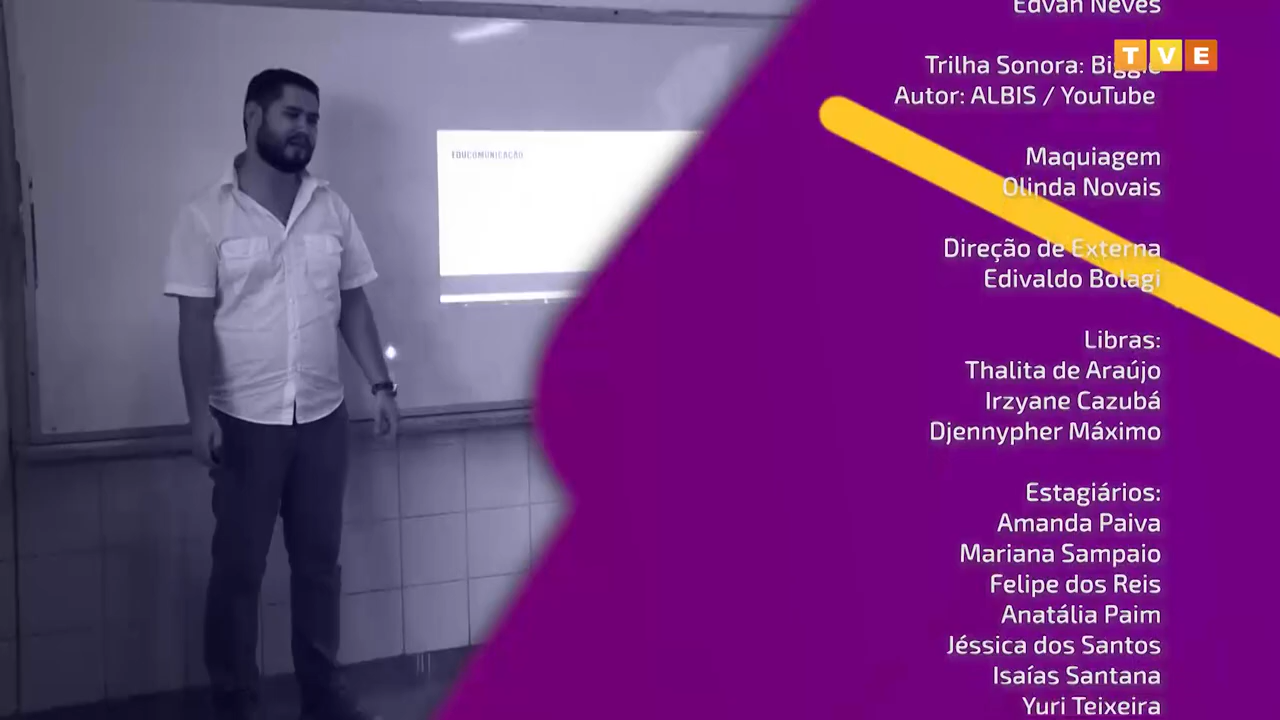 Edvan Neves
TVE
Trilha Sonora: Biggie
Autor: ALBIS / YouTube
Maquiagem
Olinda Novais
Direção de Externa
Edivaldo Bolagi
Libras:
Thalita de Araújo
Irzyane Cazubá
Djennypher Máximo
Estagiários:
Amanda Paiva
Mariana Sampaio
Felipe dos Reis
Anatália Paim
Jéssica dos Santos
Isaías Santana
Yuri Teixeira
EDUCOMUNICAÇÃO